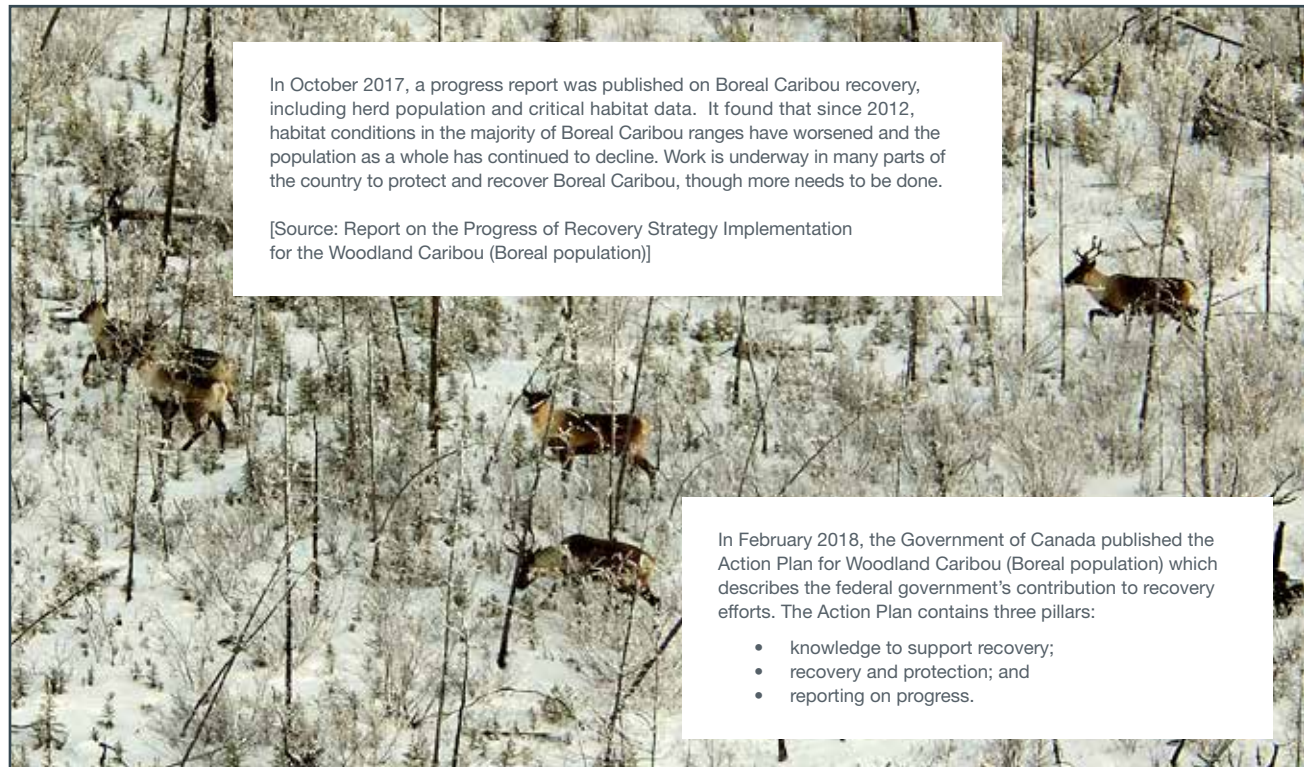 In October 2017, a progress report was published on Boreal Caribou recovery,
including herd population and critical habitat data.  It found that since 2012,
habitat conditions in the majority of Boreal Caribou ranges have worsened and the
population as a whole has continued to decline. Work is underway in many parts of
the country to protect and recover Boreal Caribou, though more needs to be done.
[Source: Report on the Progress of Recovery Strategy Implementation
for the Woodland Caribou (Boreal population)]
In February 2018, the Government of Canada published the
Action Plan for Woodland Caribou (Boreal population) which
describes the federal government’s contribution to recovery
efforts. The Action Plan contains three pillars:
• knowledge to support recovery;
• recovery and protection; and
• reporting on progress.